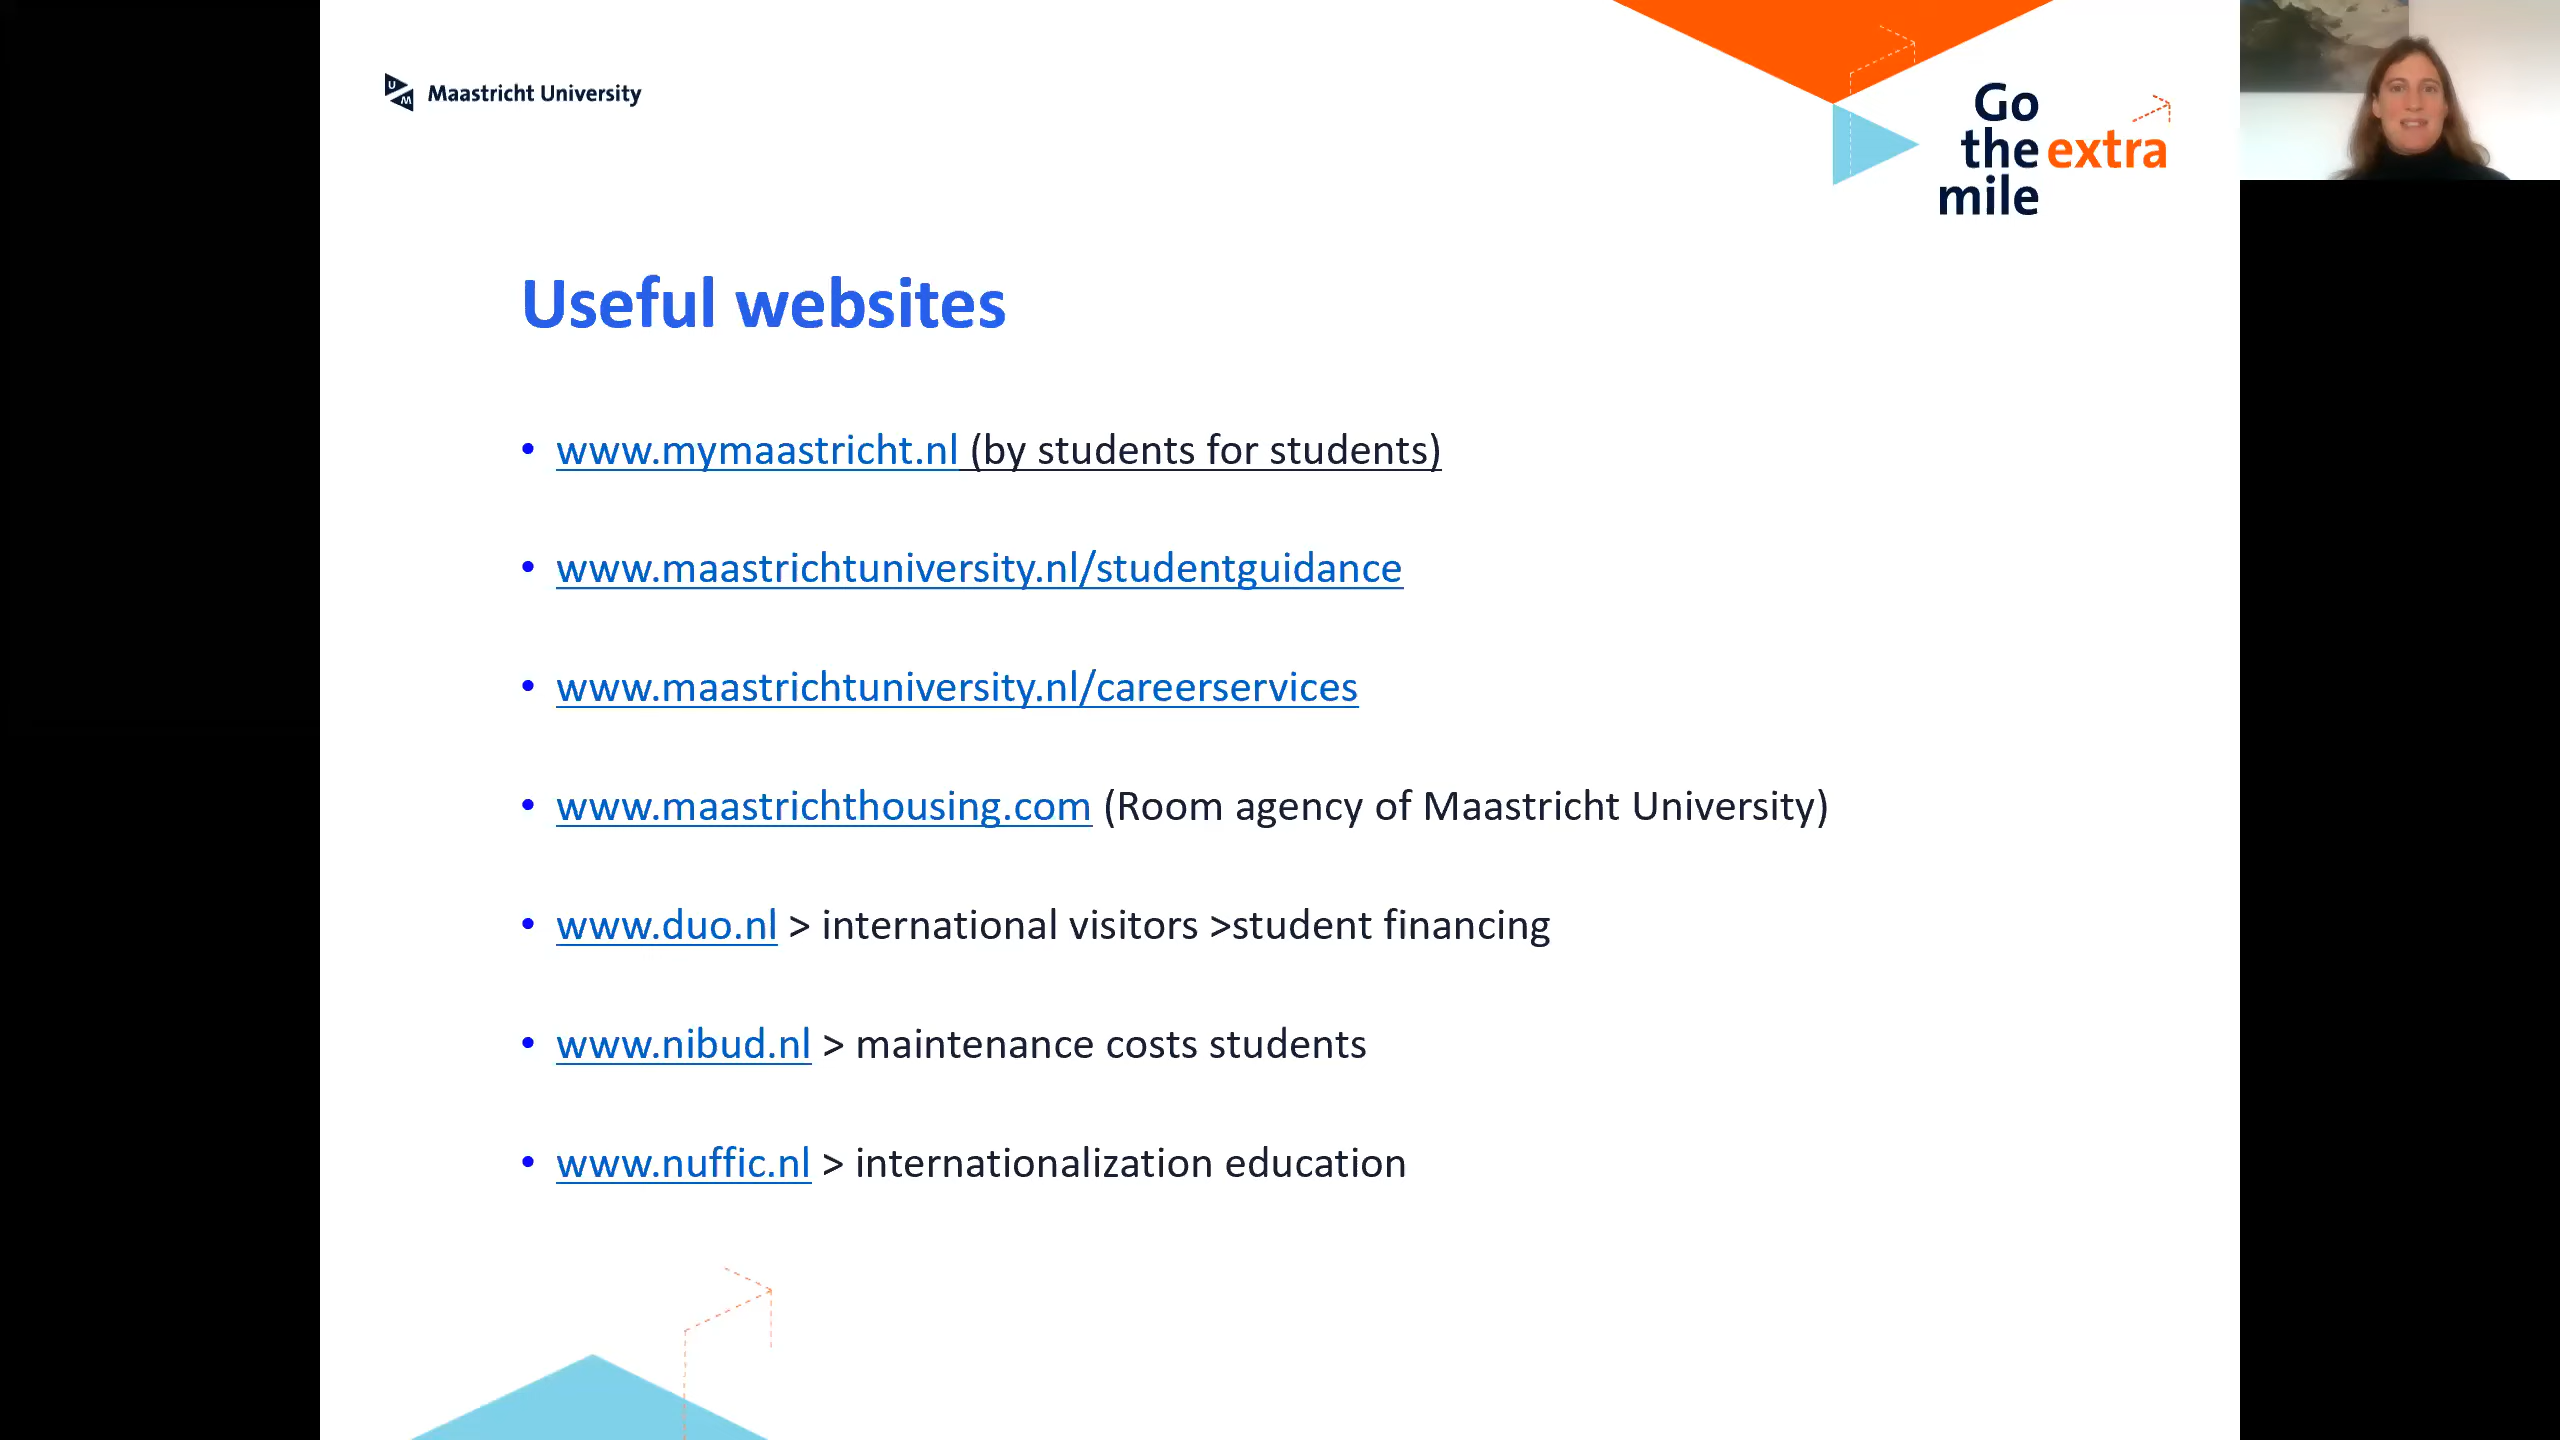 UM Maastricht University
Go
the extra
mile
Useful websites
• www.mymaastricht.nl (by students for students)
• www.maastrichtuniversity.nl/studentguidance
• www.maastrichtuniversity.nl/careerservices
• www.maastrichthousing.com (Room agency of Maastricht University)
• www.duo.nl > international visitors >student financing
• www.nibud.nl > maintenance costs students
• www.nuffic.nl > internationalization education